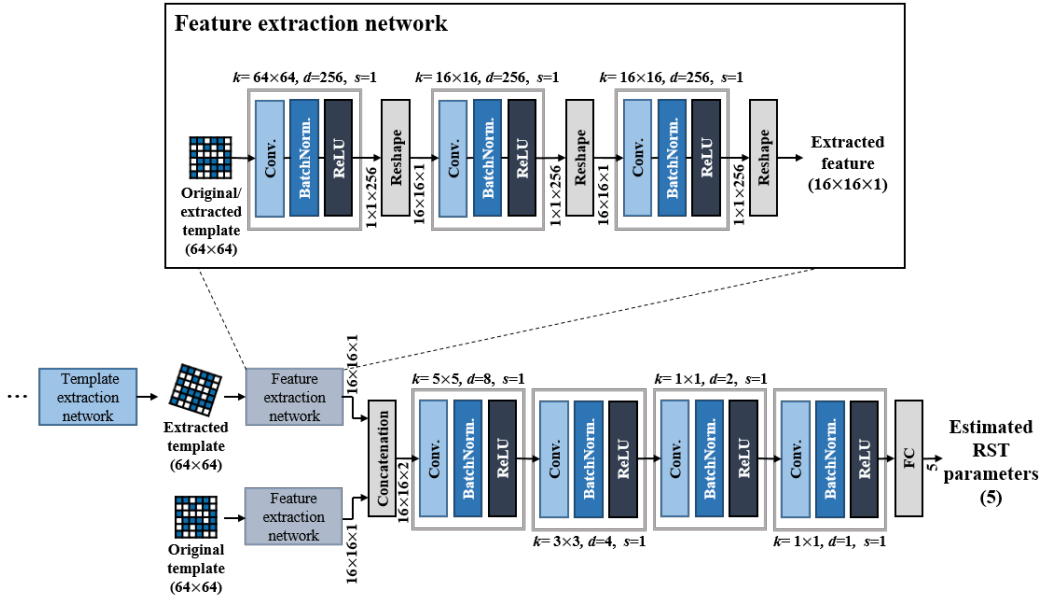 Feature extraction network
k= 64×64, d=256, s=1
k= 16×16, d=256, s=1
k= 16×16, d=256, s=1
Original/
extracted
template
(64×64)
Conv.
BatchNorm.
ReLU
1×1×256
Reshape
16×16×1
Conv.
BatchNorm.
ReLU
1×1×256
Reshape
16×16×1
Conv.
BatchNorm.
ReLU
1×1×256
Reshape
Extracted
feature
(16×16×1)
...
Template
extraction
network
Extracted
template
(64×64)
Feature
extraction
network
16×16×1
Original
template
(64×64)
Feature
extraction
network
16×16×1
Concatenation
16×16×2
k= 5×5, d=8, s=1
Conv.
BatchNorm.
ReLU
Conv.
BatchNorm.
ReLU
k= 3×3, d=4, s=1
k= 1×1, d=2, s=1
Conv.
BatchNorm.
ReLU
Conv.
BatchNorm.
ReLU
k= 1×1, d=1, s=1
FC
5
Estimated
RST
parameters
(5)